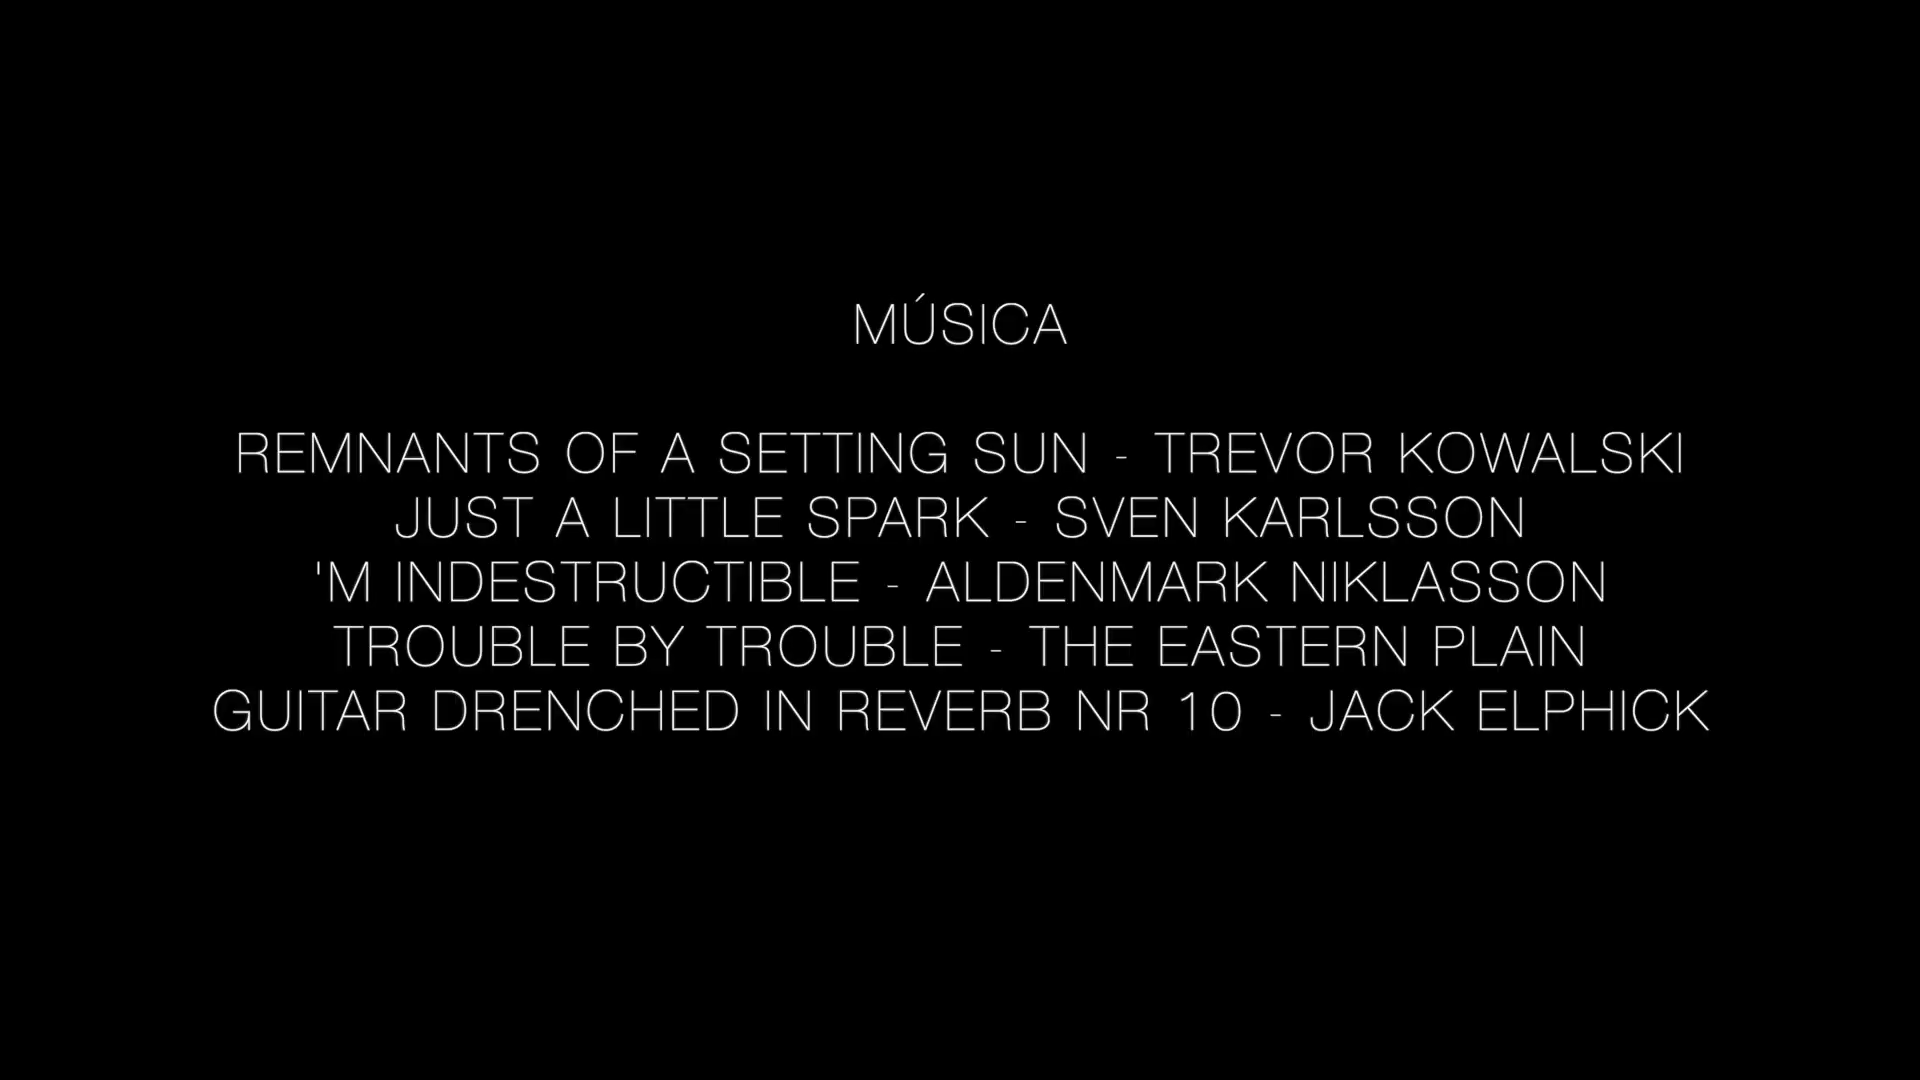 MÚSICA
REMNANTS OF A SETTING SUN - TREVOR KOWALSKI
JUST A LITTLE SPARK - SVEN KARLSSON
'M INDESTRUCTIBLE - ALDENMARK NIKLASSON
TROUBLE BY TROUBLE - THE EASTERN PLAIN
GUITAR DRENCHED IN REVERB NR 10 - JACK ELPHICK